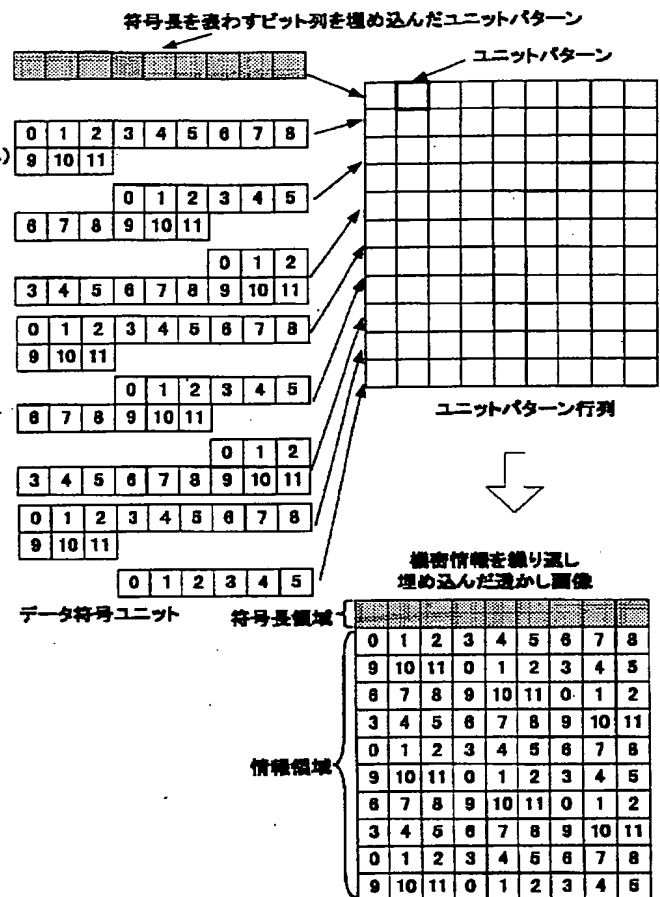 符号長を表わすビット列を埋め込んだユニットパターン
ユニットパターン
0 1 2 3 4 5 6 7 8
9 10 11
0 1 2 3 4 5
6 7 8 9 10 11
0 1 2
3 4 5 6 7 8 9 10 11
0 1 2 3 4 5 6 7 8
9 10 11
0 1 2 3 4 5
6 7 8 9 10 11
0 1 2
3 4 5 6 7 8 9 10 11
0 1 2 3 4 5 6 7 8
9 10 11
0 1 2 3 4 5
データ符号ユニット
ユニットパターン行列
機密情報を繰り返し
埋め込んだ透かし画像
符号長領域
情報領域
0 1 2 3 4 5 6 7 8
9 10 11 0 1 2 3 4 5
6 7 8 9 10 11 0 1 2
3 4 5 6 7 8 9 10 11
0 1 2 3 4 5 6 7 8
9 10 11 0 1 2 3 4 5
6 7 8 9 10 11 0 1 2
3 4 5 6 7 8 9 10 11
0 1 2 3 4 5 6 7 8
9 10 11 0 1 2 3 4 5